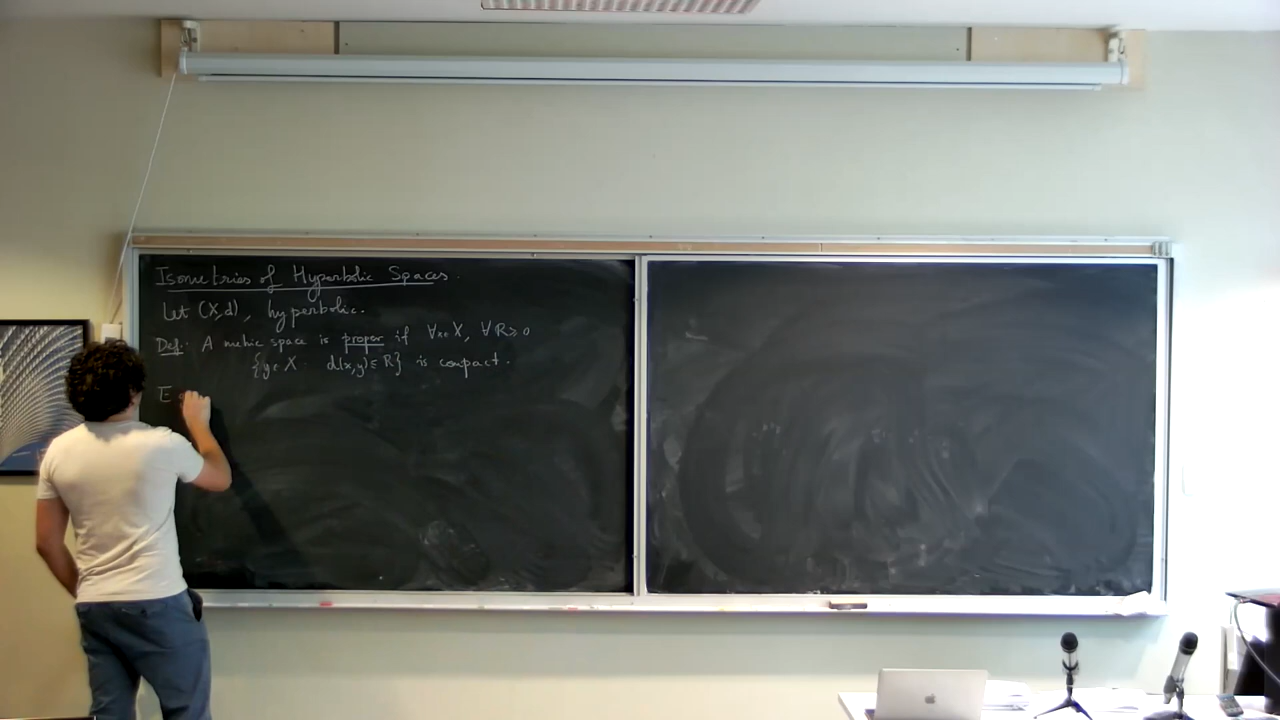 Isometries of Hyperbolic Spaces.
Let (X,d), hyperbolic.
Def: A metric space is proper if ∀x∈X, ∀R≥0
{y∈X d(x,y)≤R} is compact.
E